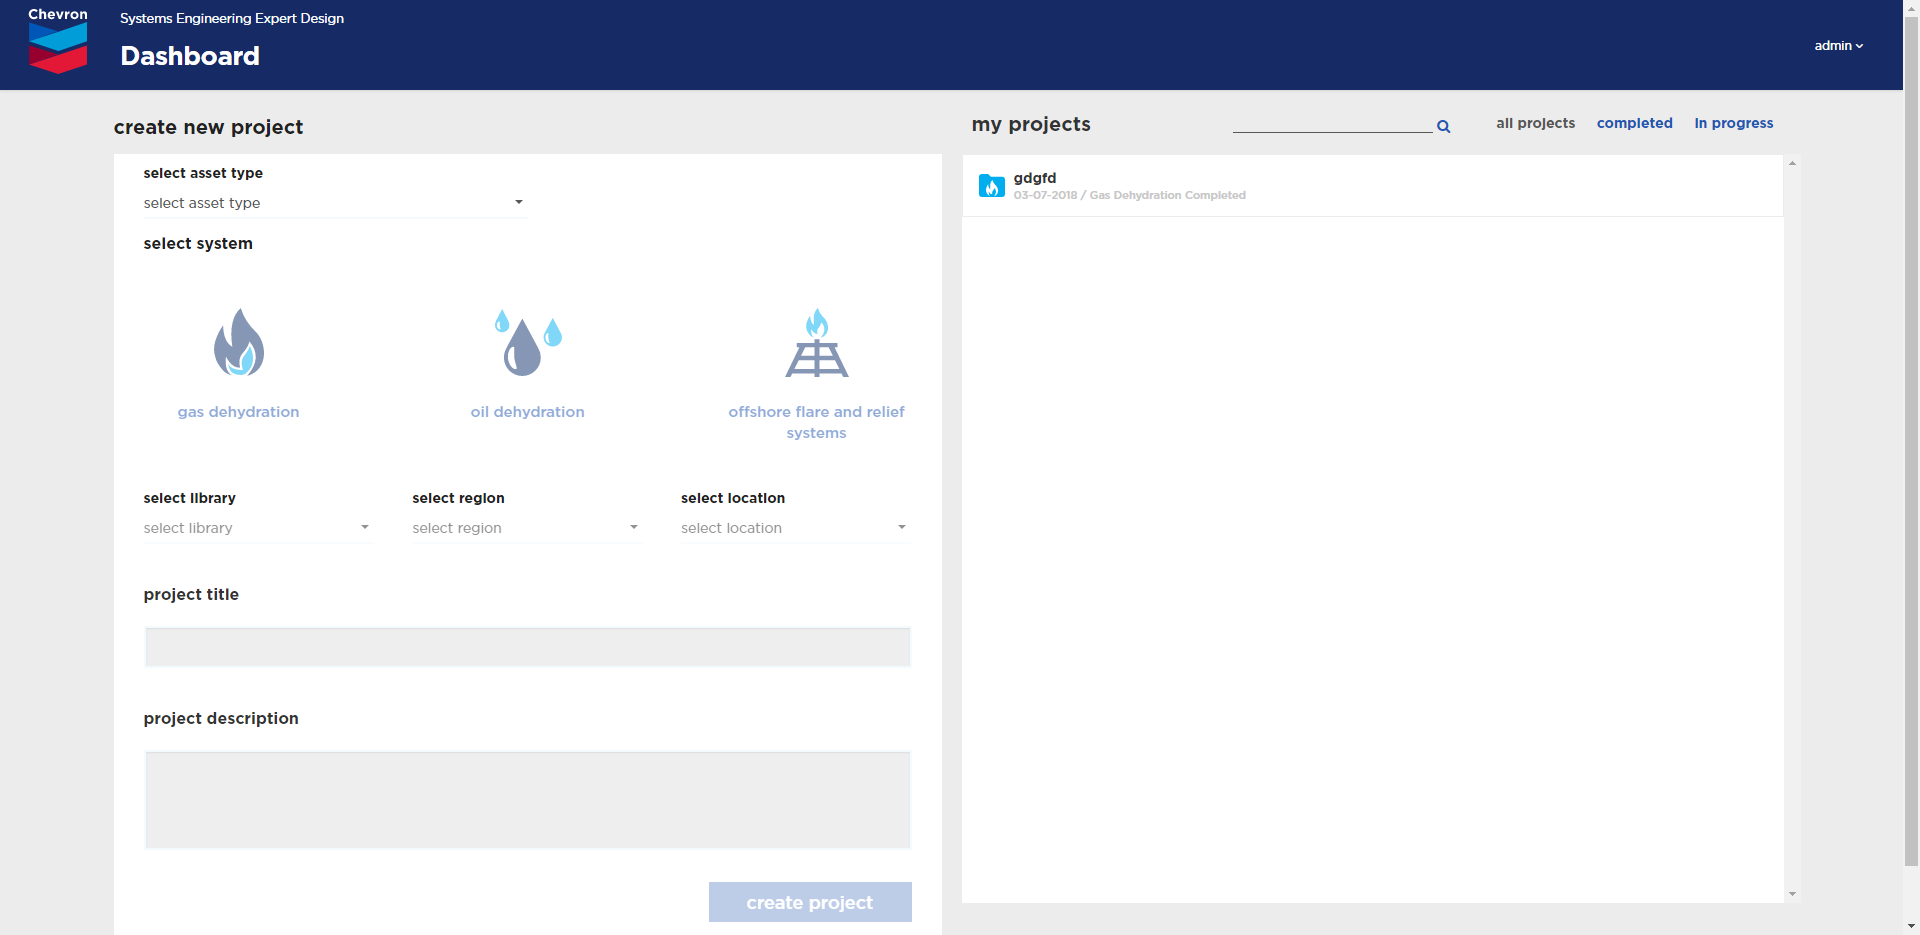 Chevron
Systems Engineering Expert Design
Dashboard
admin
create new project
select asset type
select asset type
select system
gas dehydration
oil dehydration
offshore flare and relief
systems
select library
select region
select location
select library
select region
select location
project title
project description
create project
my projects
all projects
completed
In progress
gdgfd
03-07-2018 / Gas Dehydration Completed